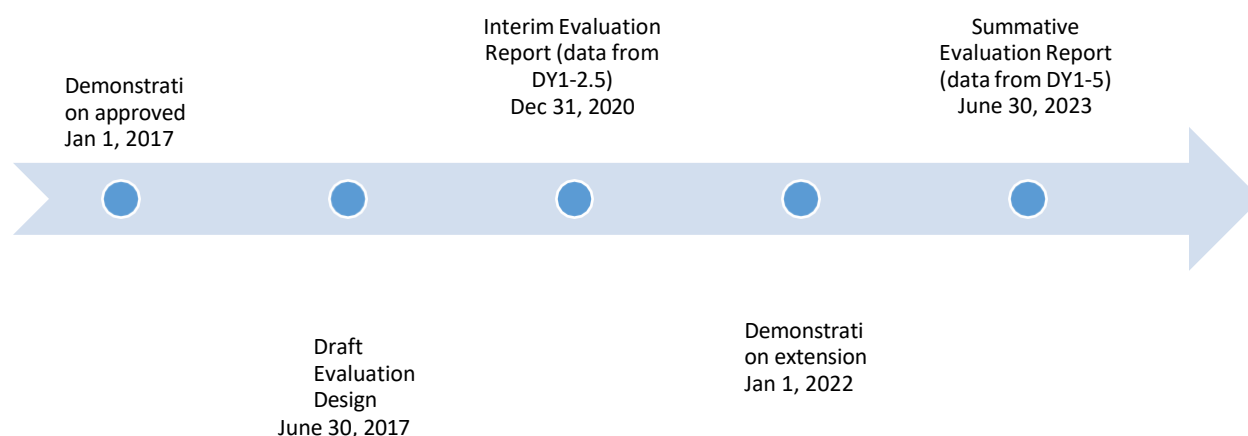 Demonstrati
on approved
Jan 1, 2017
Interim Evaluation
Report (data from
DY1-2.5)
Dec 31, 2020
Summative
Evaluation Report
(data from DY1-5)
June 30, 2023
Draft
Evaluation
Design
June 30, 2017
Demonstrati
on extension
Jan 1, 2022